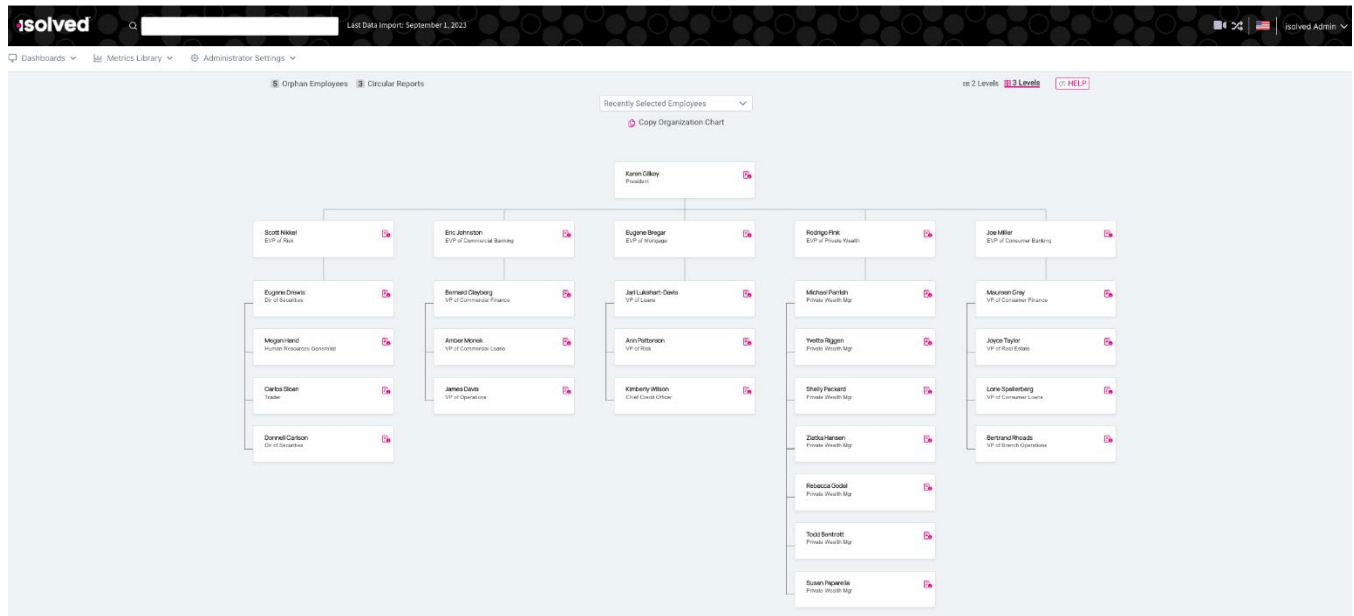 isolved
Last Data Import: September 1, 2023
isolved Admin
Dashboards
Metrics Library
Administrator Settings
5 Orphan Employees 3 Circular Reports
2 Levels 3 Levels HELP
Recently Selected Employees
Copy Organization Chart
Karen Gilkey
President
Scott Nikkel
EVP of Risk
Eric Johnston
EVP of Commercial Banking
Eugene Bregar
EVP of Mortgage
Rodrigo Fink
EVP of Private Wealth
Joe Miller
EVP of Consumer Banking
Eugene Drewis
Dir of Securities
Megan Hand
Human Resources Generalist
Carlos Sloan
Trader
Donnell Carlson
Dir of Securities
Bernard Clayberg
VP of Commercial Finance
Amber Monek
VP of Commercial Loans
James Davis
VP of Operations
Jari Lukehart-Davis
VP of Loans
Ann Patterson
VP of Risk
Kimberly Wilson
Chief Credit Officer
Michael Parrish
Private Wealth Mgr
Yvette Riggen
Private Wealth Mgr
Shelly Packard
Private Wealth Mgr
Zlatka Hansen
Private Wealth Mgr
Rebecca Godel
Private Wealth Mgr
Todd Bentrott
Private Wealth Mgr
Susan Paparella
Private Wealth Mgr
Maureen Gray
VP of Consumer Finance
Joyce Taylor
VP of Real Estate
Lorie Spellerberg
VP of Consumer Loans
Bertrand Rhoads
VP of Branch Operations